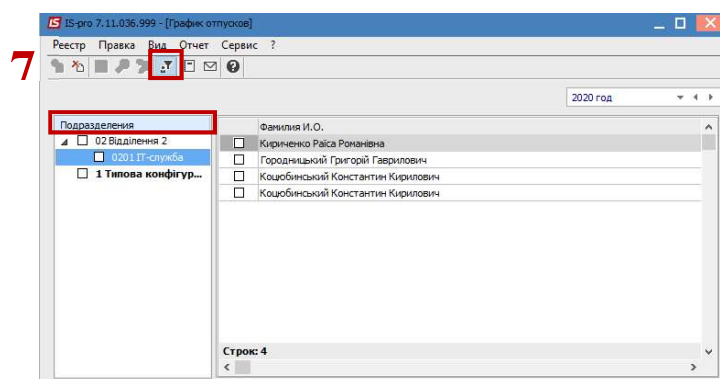 IS-pro 7.11.036.999 - [График отпусков]
Реестр Правка Вид Отчет Сервис ?
7
2020 год
Подразделения
Фамилия И.О.
02 Відділення 2
Кириченко Раїса Романівна
0201 ІТ-служба
Городницький Григорій Гаврилович
1 Типова конфігур...
Коцюбинський Константин Кирилович
Коцюбинський Константин Кирилович
Строк: 4